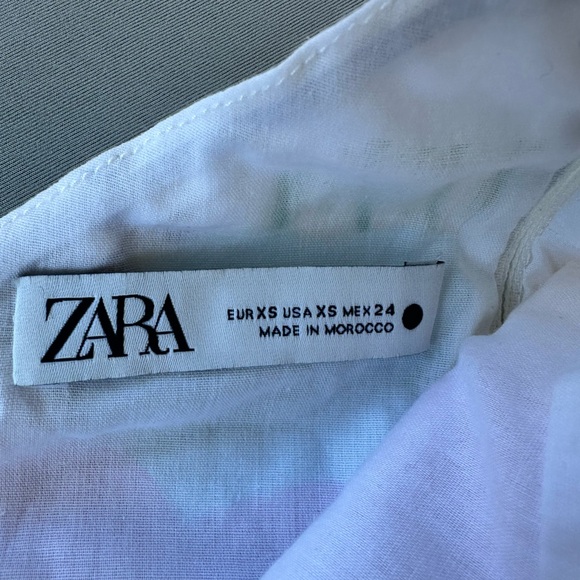 ZARA
EUR XS USA XS MEX 24
MADE IN MOROCCO